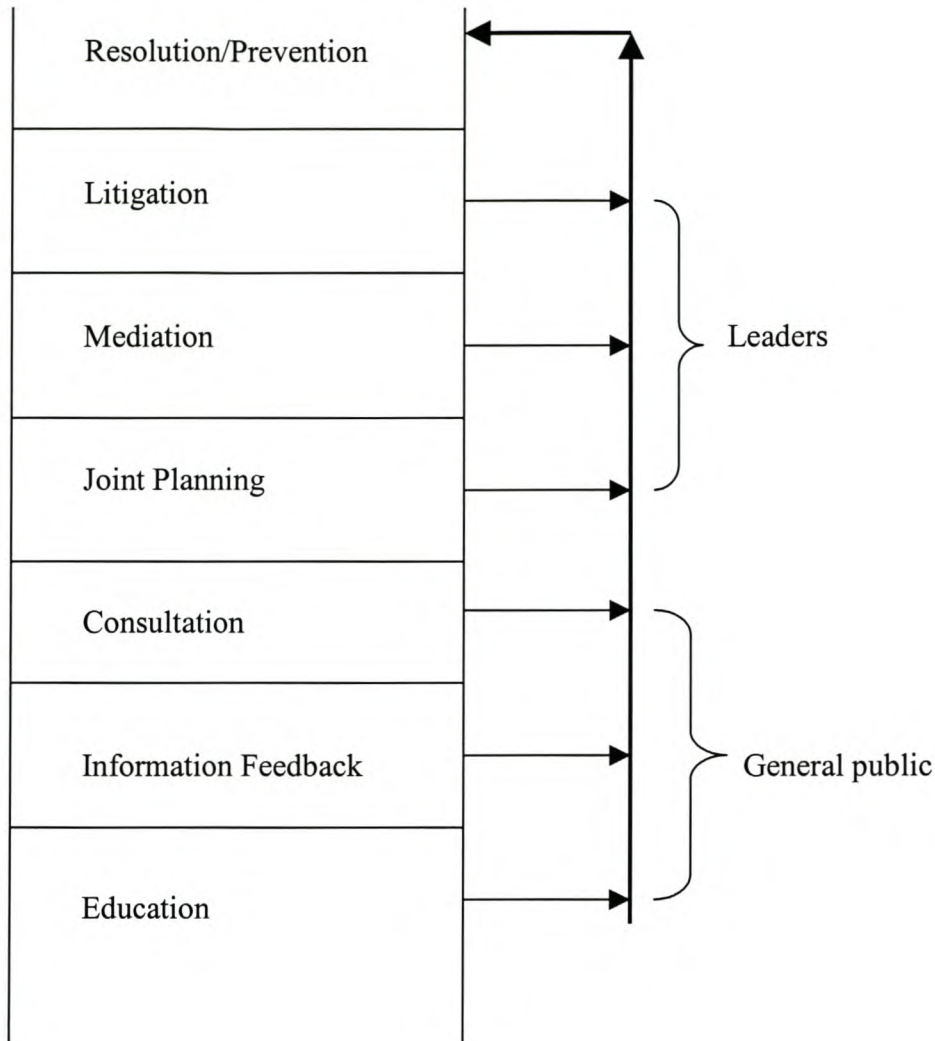 Resolution/Prevention
Litigation
Mediation
Leaders
Joint Planning
Consultation
Information Feedback
General public
Education